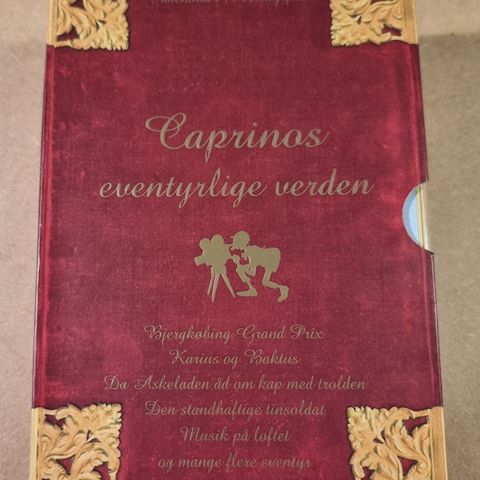 Caprinos
eventyrlige verden
Bjergkøbing Grand Prix
Karius og Baktus
Da Askeladen åd om kap med trolden
Den standhaftige tinsoldat
Musik på loftet
og mange flere eventyr